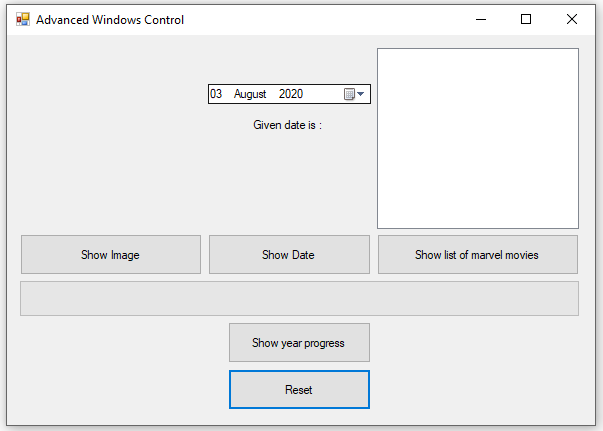 Advanced Windows Control
03 August 2020
Given date is :
Show Image
Show Date
Show list of marvel movies
Show year progress
Reset